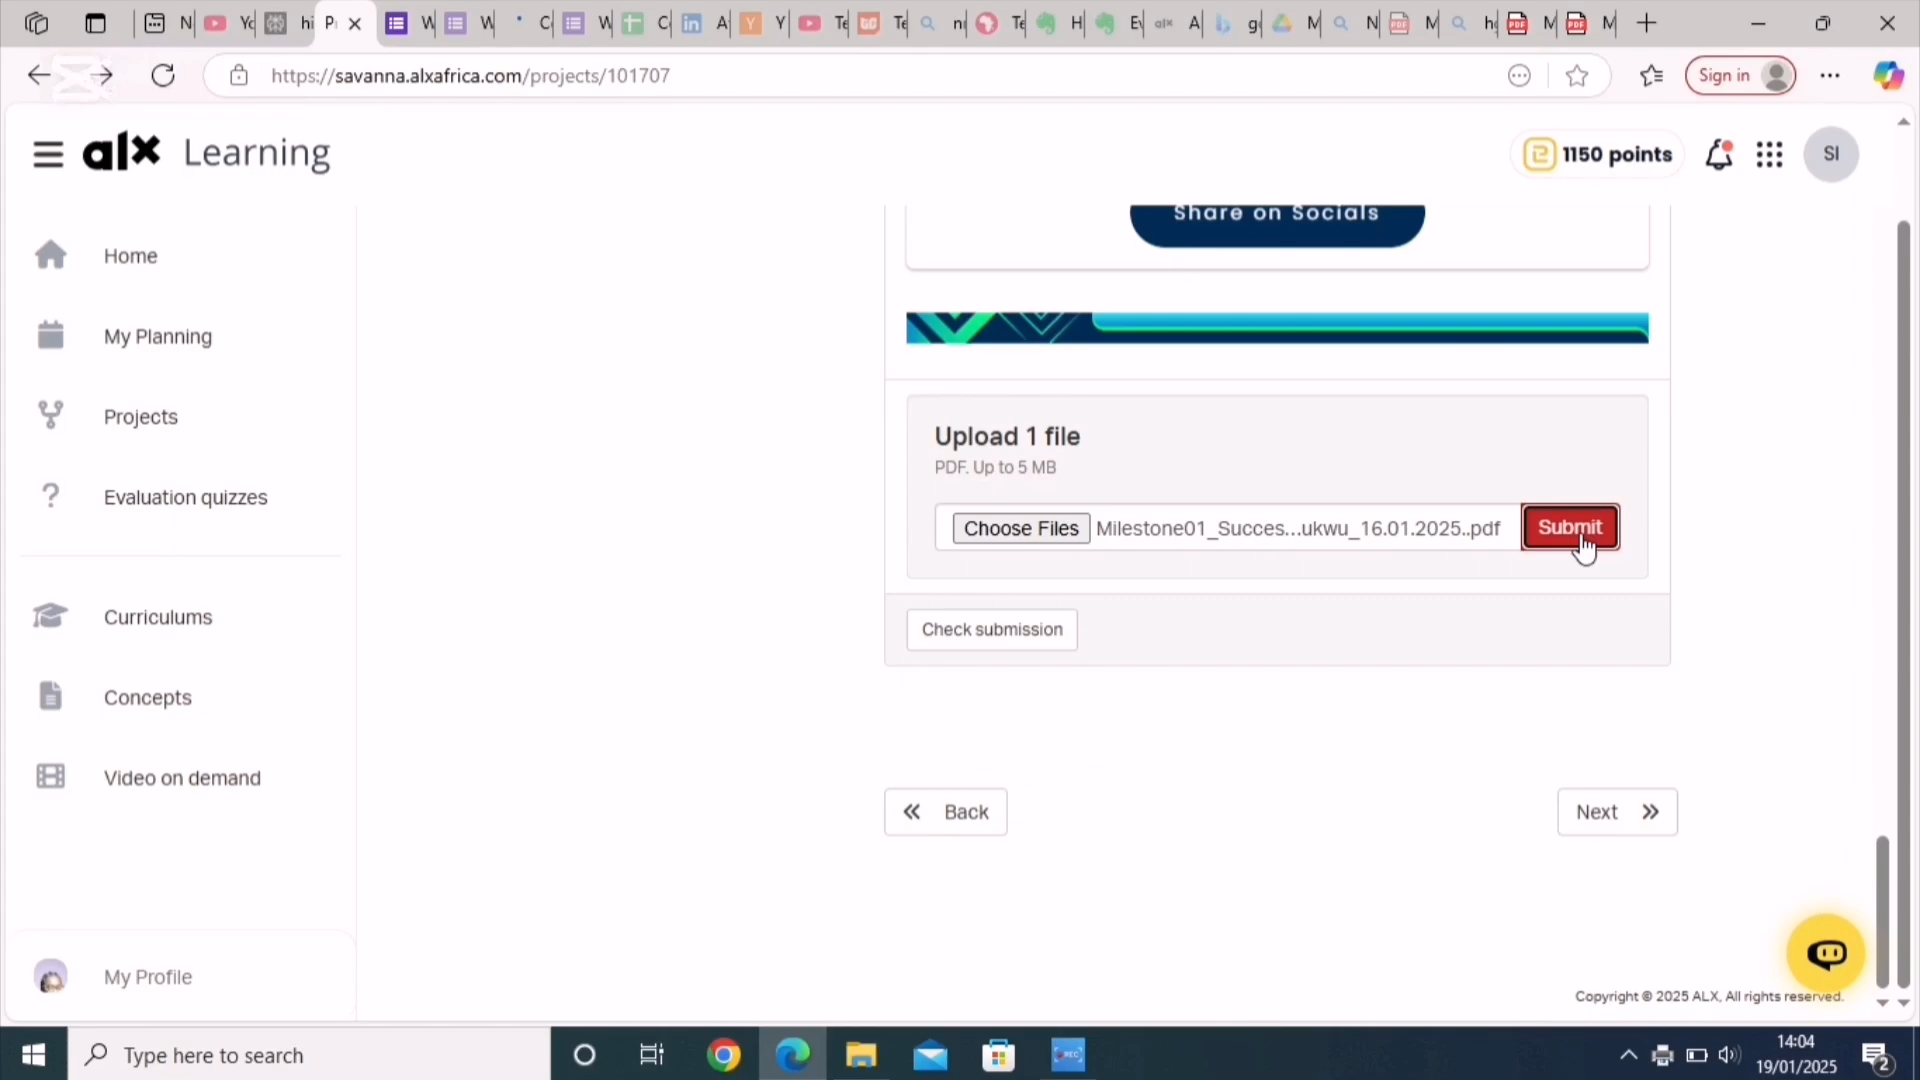 https://savanna.alxafrica.com/projects/101707
Sign in
alx Learning
1150 points
SI
Home
My Planning
Projects
Evaluation quizzes
Curriculums
Concepts
Video on demand
My Profile
Share on Socials
Upload 1 file
PDF. Up to 5 MB
Choose Files Milestone01_Succes...ukwu_16.01.2025..pdf Submit
Check submission
Back
Next
Copyright © 2025 ALX, All rights reserved.
Type here to search
14:04
19/01/2025
2